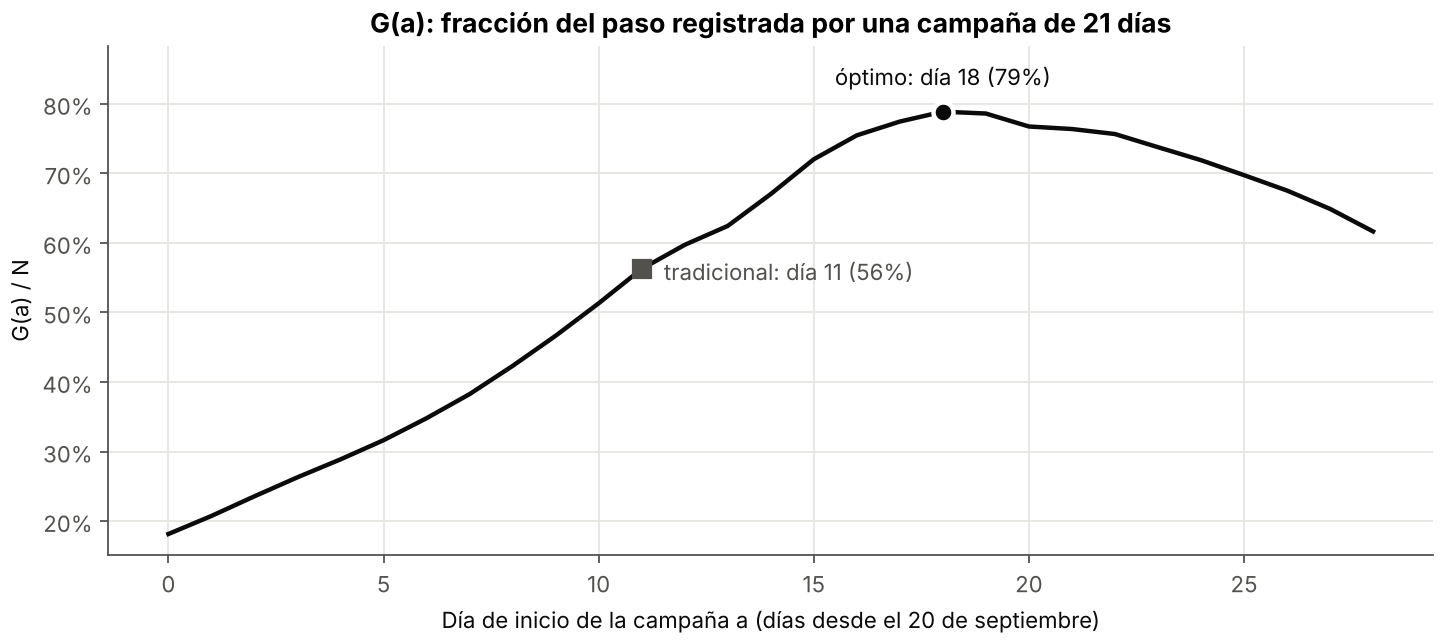 G(a): fracción del paso registrada por una campaña de 21 días
óptimo: día 18 (79%)
tradicional: día 11 (56%)
G(a) / N
80%
70%
60%
50%
40%
30%
20%
0 5 10 15 20 25
Día de inicio de la campaña a (días desde el 20 de septiembre)